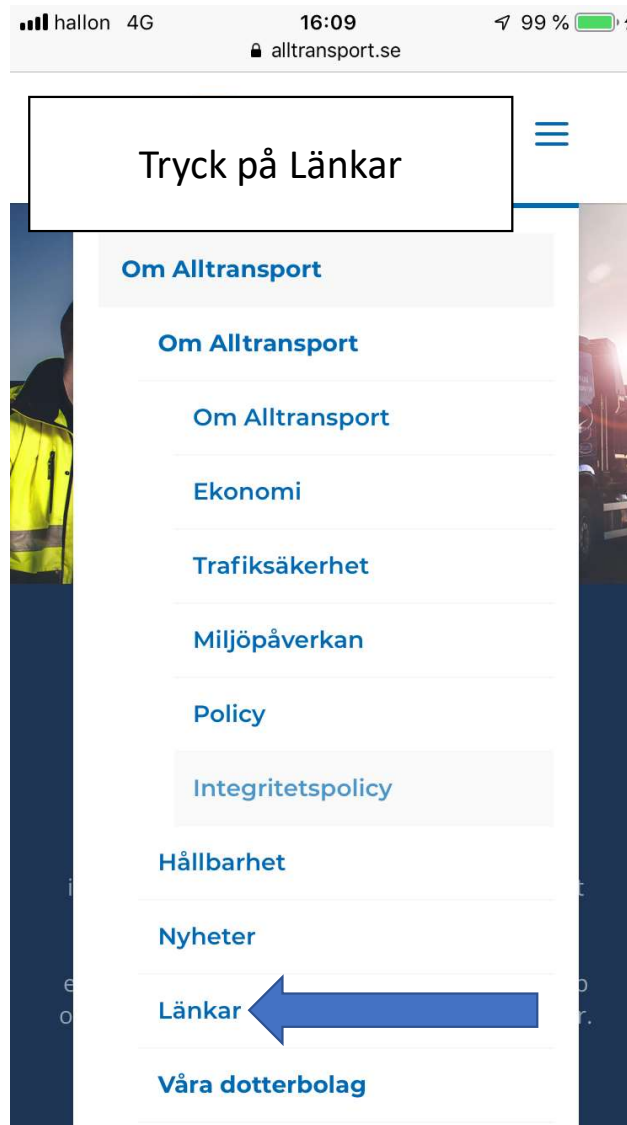 hallon 4G 16:09 99 %
alltransport.se
Tryck på Länkar
Om Alltransport
Om Alltransport
Om Alltransport
Ekonomi
Trafiksäkerhet
Miljöpåverkan
Policy
Integritetspolicy
Hållbarhet
Nyheter
Länkar
Våra dotterbolag